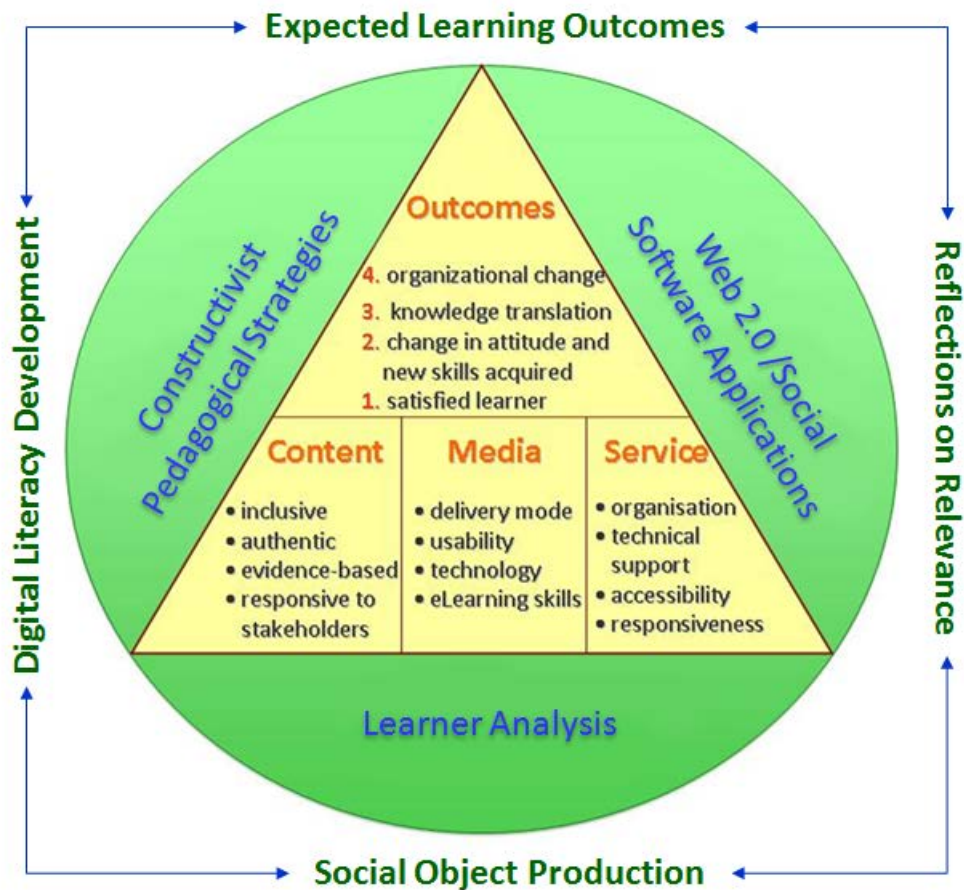 Expected Learning Outcomes
Digital Literacy Development
Constructivist
Pedagogical Strategies
Web 2.0 /Social
Software Applications
Reflections on Relevance
Outcomes
4. organizational change
3. knowledge translation
2. change in attitude and
new skills acquired
1. satisfied learner
Content
• inclusive
• authentic
• evidence-based
• responsive to
stakeholders
Media
• delivery mode
• usability
• technology
• eLearning skills
Service
• organisation
• technical
support
• accessibility
• responsiveness
Learner Analysis
Social Object Production